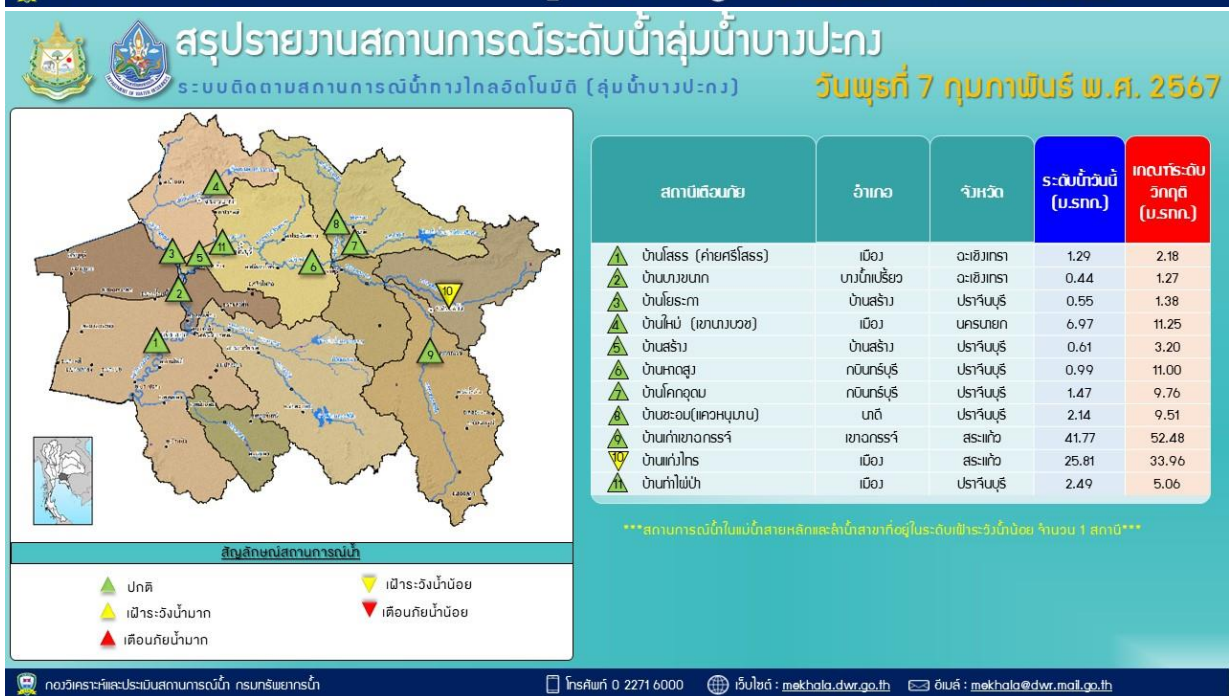 สรุปรายงานสถานการณ์ระดับน้ำลุ่มน้ำบางปะกง
ระบบติดตามสถานการณ์น้ำทางไกลอัตโนมัติ (ลุ่มน้ำบางปะกง)
วันพุธที่ 7 กุมภาพันธ์ พ.ศ. 2567
สถานีเตือนภัย อำเภอ จังหวัด ระดับน้ำวันนี้ (ม.รทก.) เกณฑ์ระดับวิกฤติ (ม.รทก.)
1 บ้านโสธร (ค่ายศรีโสธร) เมือง ฉะเชิงเทรา 1.29 2.18
2 บ้านบางขนาก บางน้ำเปรี้ยว ฉะเชิงเทรา 0.44 1.27
3 บ้านโยธะกา บ้านสร้าง ปราจีนบุรี 0.55 1.38
4 บ้านใหม่ (เขานางบวช) เมือง นครนายก 6.97 11.25
5 บ้านสร้าง บ้านสร้าง ปราจีนบุรี 0.61 3.20
6 บ้านหาดสูง กบินทร์บุรี ปราจีนบุรี 0.99 11.00
7 บ้านโคกอุดม กบินทร์บุรี ปราจีนบุรี 1.47 9.76
8 บ้านชะอม(แควหนุมาน) นาดี ปราจีนบุรี 2.14 9.51
9 บ้านเก่าเขาฉกรรจ์ เขาฉกรรจ์ สระแก้ว 41.77 52.48
10 บ้านแก่งไทร เมือง สระแก้ว 25.81 33.96
11 บ้านท่าไผ่ป่า เมือง ปราจีนบุรี 2.49 5.06
***สถานการณ์น้ำในแม่น้ำสายหลักและลำน้ำสาขาที่อยู่ในระดับเฝ้าระวังน้ำน้อย จำนวน 1 สถานี***
4
8
3
5
11
7
6
2
10
1
9
สัญลักษณ์สถานการณ์น้ำ
ปกติ
เฝ้าระวังน้ำน้อย
เฝ้าระวังน้ำมาก
เตือนภัยน้ำน้อย
เตือนภัยน้ำมาก
กองวิเคราะห์และประเมินสถานการณ์น้ำ กรมทรัพยากรน้ำ
โทรศัพท์ 0 2271 6000
เว็บไซต์ : mekhala.dwr.go.th
อีเมล์ : mekhala@dwr.mail.go.th